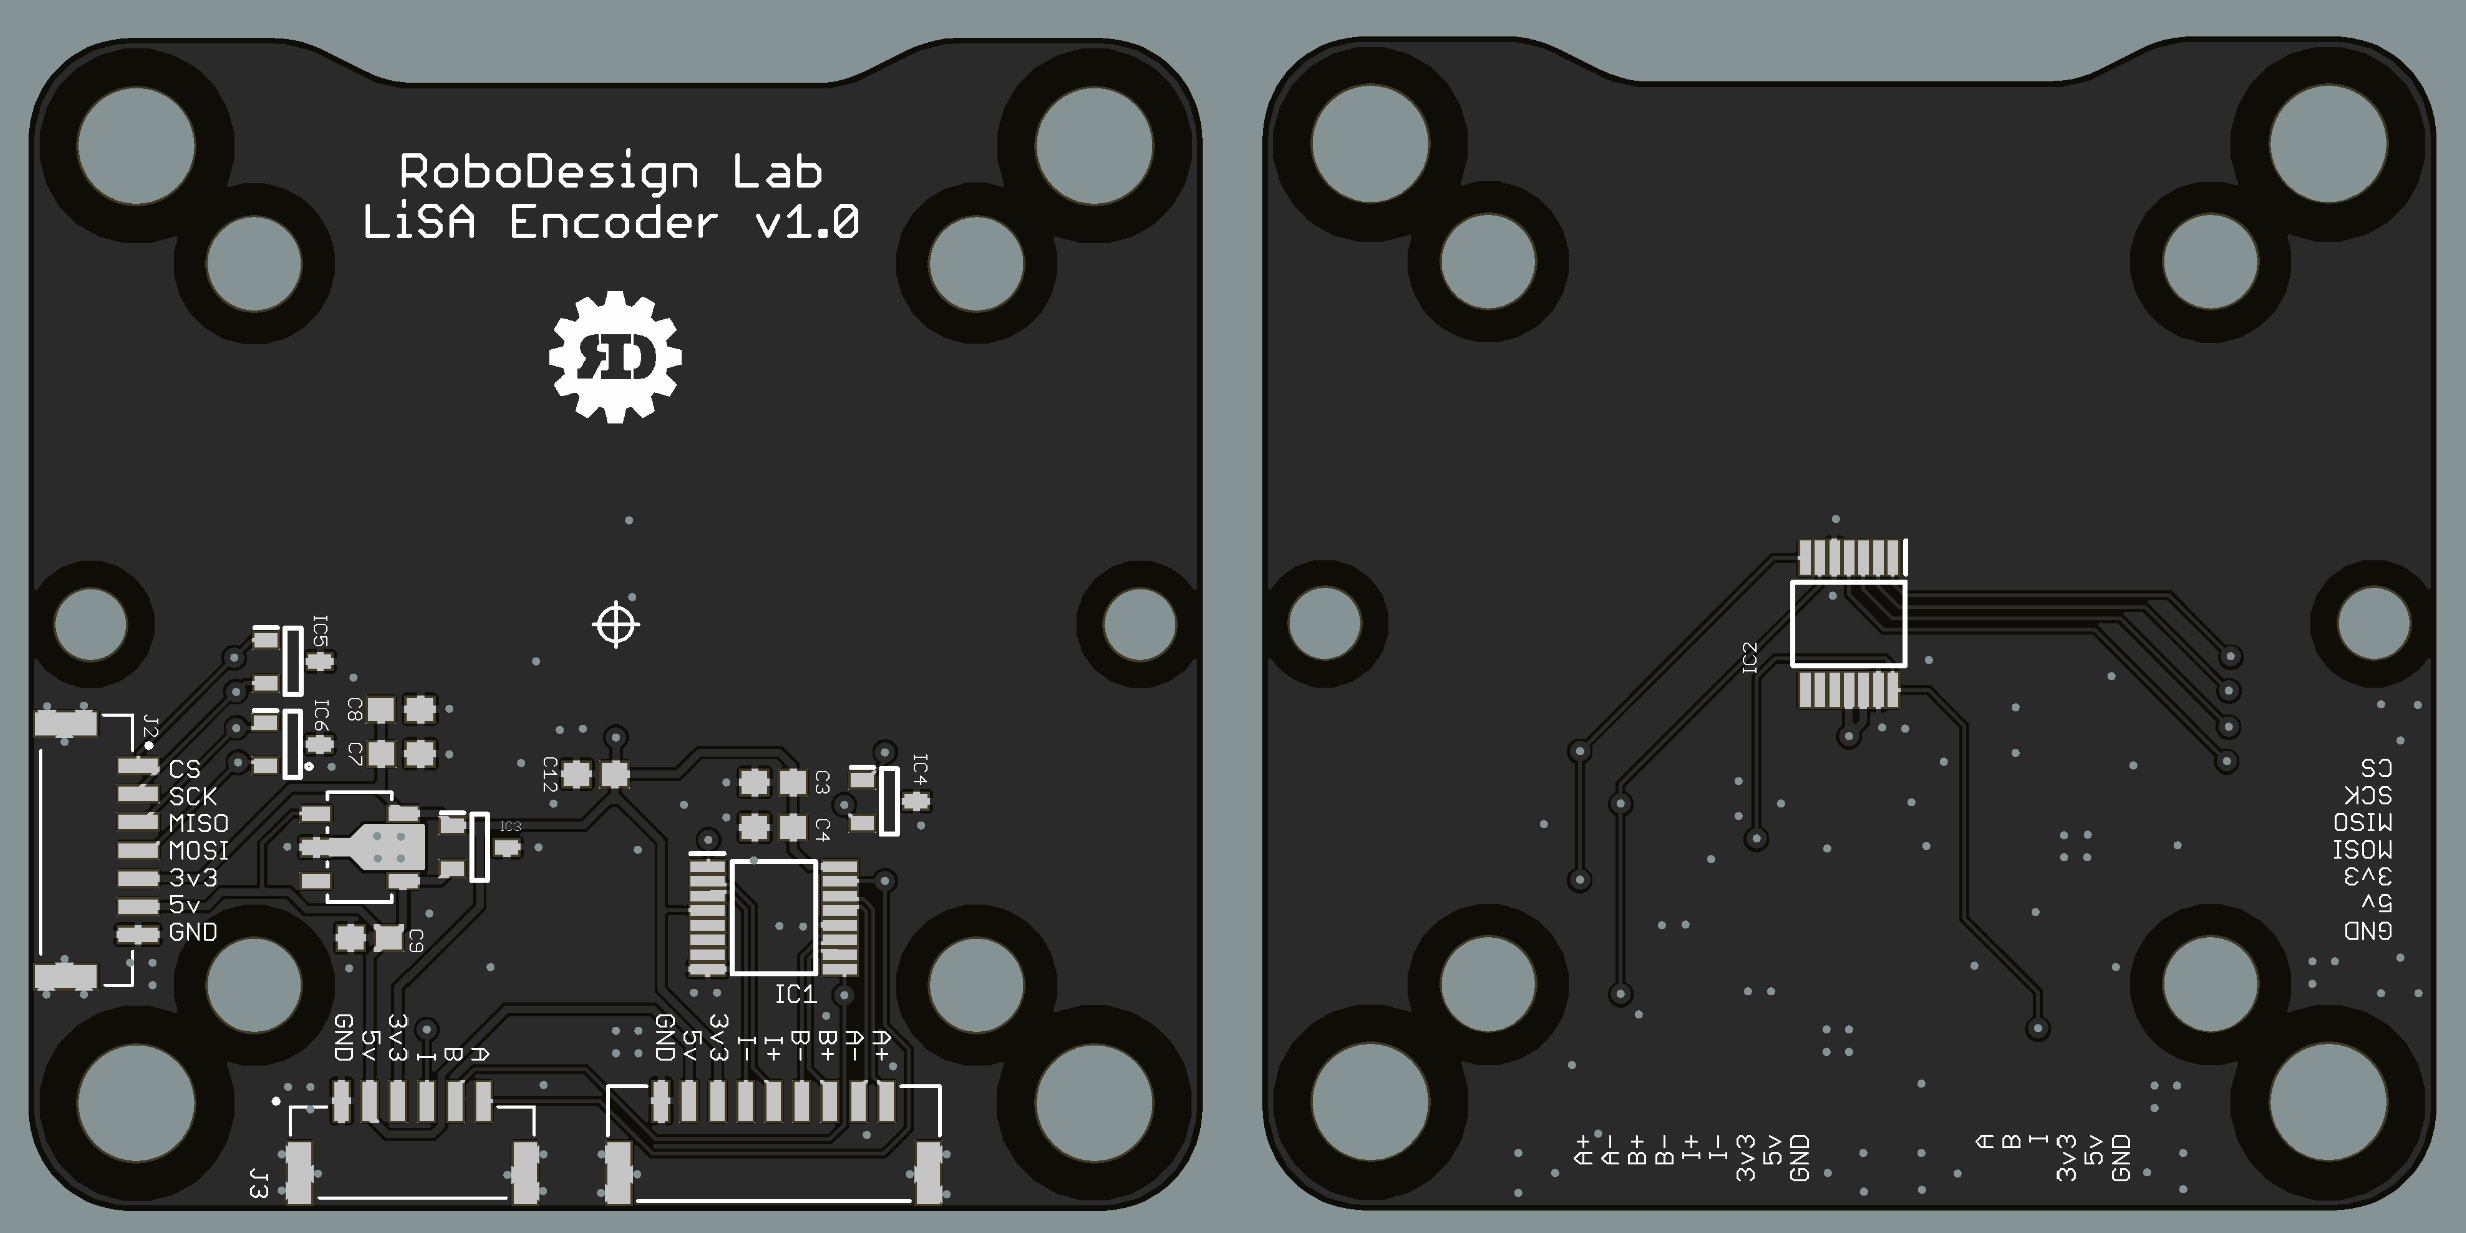 RoboDesign Lab
LiSA Encoder v1.0
RD
IC5
IC6
C8
C7
J2
CS
SCK
MISO
MOSI
3v3
5v
GND
IC3
C9
C12
C3
C4
IC4
IC1
GND
5v
3v3
I
B
A
GND
5v
3v3
I-
I+
B-
B+
A-
A+
J3
IC2
CS
SCK
MISO
MOSI
3v3
5v
GND
A+
A-
B+
B-
I+
I-
3v3
5v
GND
A
B
I
3v3
5v
GND